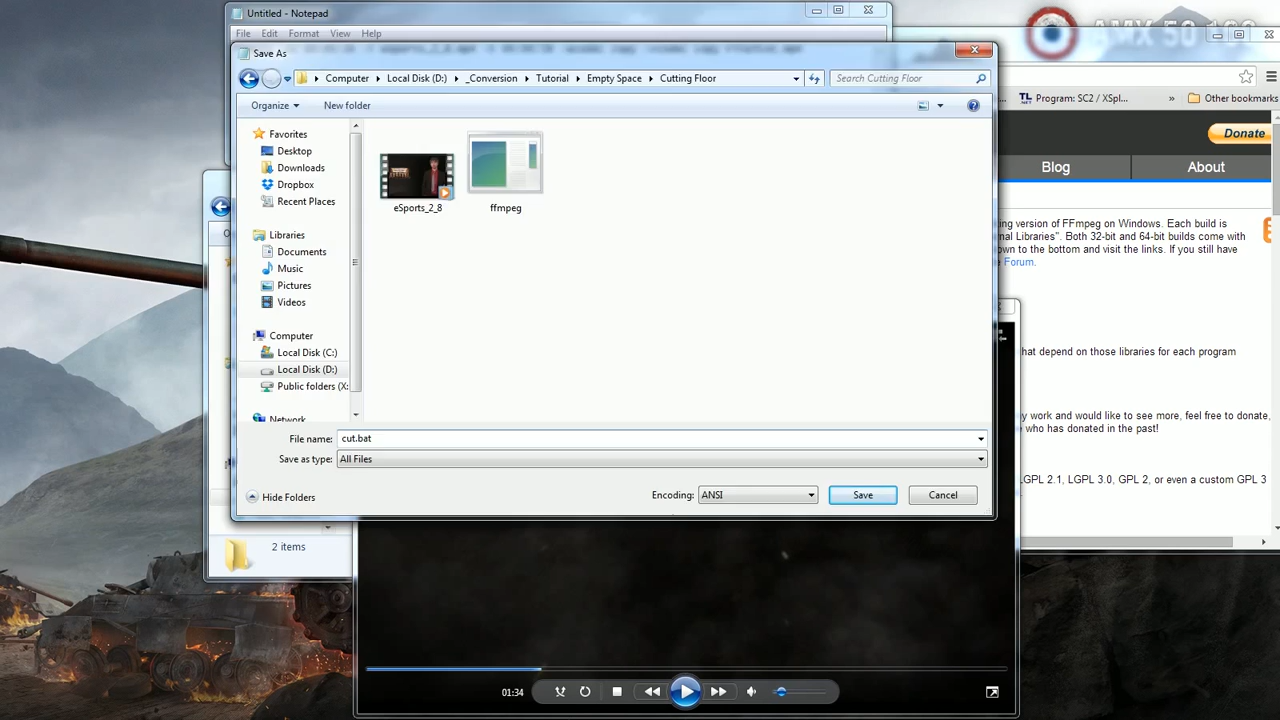 Untitled - Notepad
File Edit Format View Help
AMX 50 100
Save As
Computer Local Disk (D:) _Conversion Tutorial Empty Space Cutting Floor
Search Cutting Floor
Organize New folder
Program: SC2 / XSpl... » Other bookmarks
Favorites
Desktop
Downloads
Dropbox
Recent Places
Libraries
Documents
Music
Pictures
Videos
Computer
Local Disk (C:)
Local Disk (D:)
Public folders (X:
Network
eSports_2_8
ffmpeg
Donate
Blog About
ing version of FFmpeg on Windows. Each build is
nal Libraries". Both 32-bit and 64-bit builds come with
own to the bottom and visit the links. If you still have
Forum.
hat depend on those libraries for each program
y work and would like to see more, feel free to donate,
who has donated in the past!
LGPL 2.1, LGPL 3.0, GPL 2, or even a custom GPL 3
File name: cut.bat
Save as type: All Files
Hide Folders
Encoding: ANSI
Save
Cancel
2 items
01:34